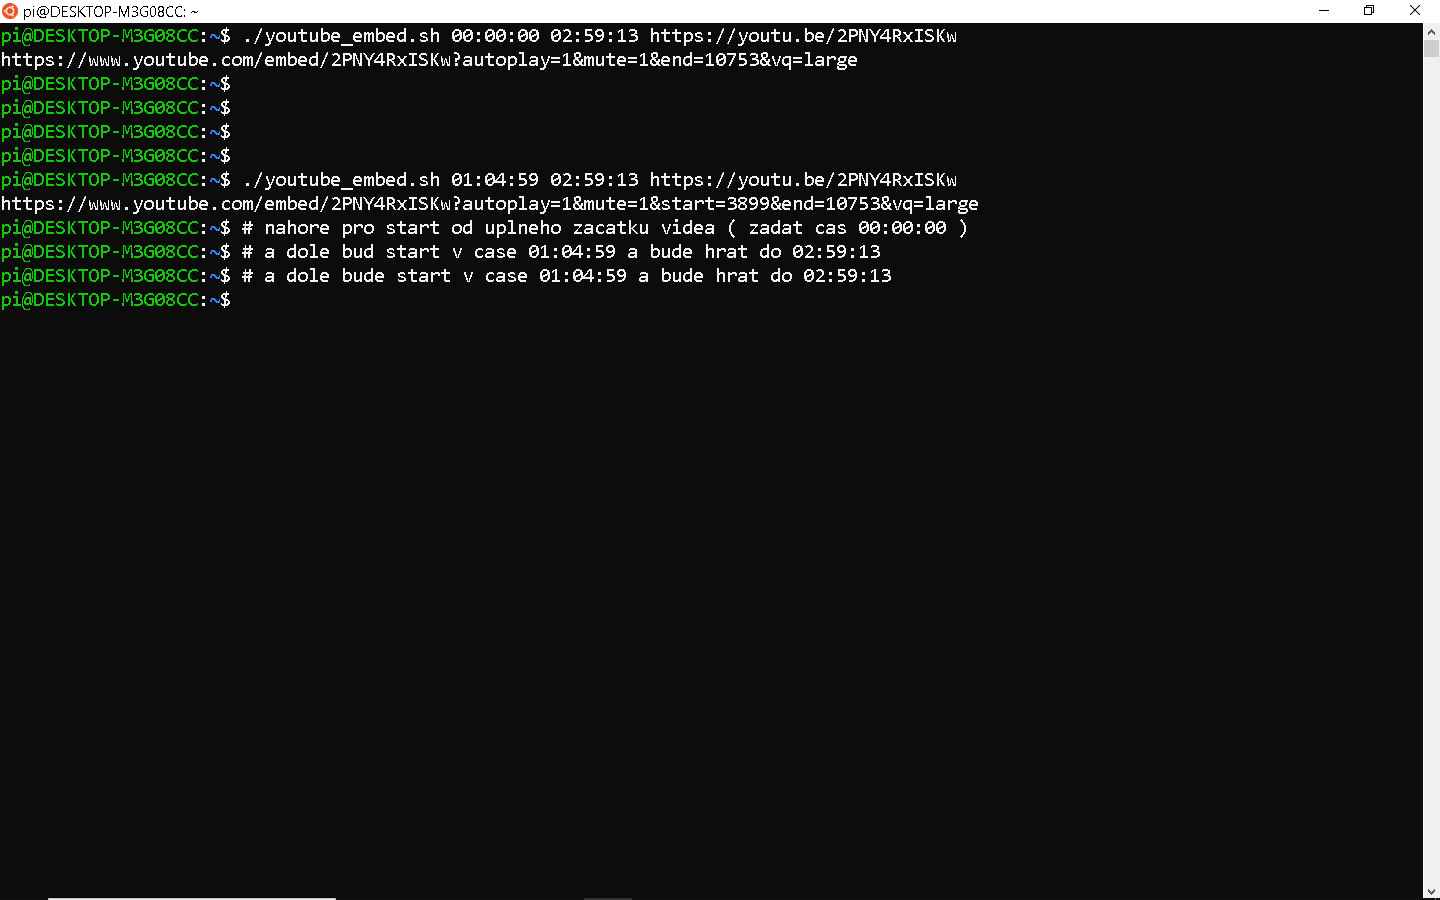 pi@DESKTOP-M3G08CC: ~
pi@DESKTOP-M3G08CC:~$ ./youtube_embed.sh 00:00:00 02:59:13 https://youtu.be/2PNY4RxISKw
https://www.youtube.com/embed/2PNY4RxISKw?autoplay=1&mute=1&end=10753&vq=large
pi@DESKTOP-M3G08CC:~$
pi@DESKTOP-M3G08CC:~$
pi@DESKTOP-M3G08CC:~$
pi@DESKTOP-M3G08CC:~$
pi@DESKTOP-M3G08CC:~$ ./youtube_embed.sh 01:04:59 02:59:13 https://youtu.be/2PNY4RxISKw
https://www.youtube.com/embed/2PNY4RxISKw?autoplay=1&mute=1&start=3899&end=10753&vq=large
pi@DESKTOP-M3G08CC:~$ # nahore pro start od uplneho zacatku videa ( zadat cas 00:00:00 )
pi@DESKTOP-M3G08CC:~$ # a dole bud start v case 01:04:59 a bude hrat do 02:59:13
pi@DESKTOP-M3G08CC:~$ # a dole bude start v case 01:04:59 a bude hrat do 02:59:13
pi@DESKTOP-M3G08CC:~$